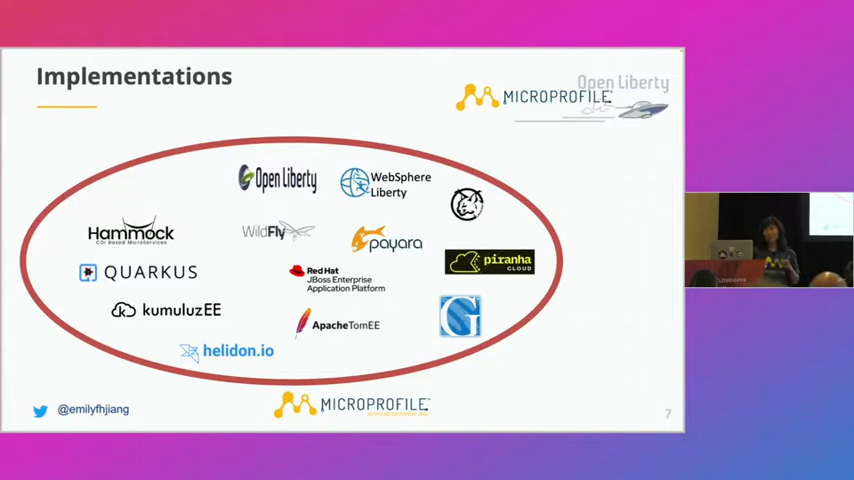 Implementations
Open Liberty
MICROPROFILE
Open Liberty
WebSphere
Liberty
HAMMOCK
CDI Based MicroServices
WildFly
payara
piranha
CLOUD
QUARKUS
Red Hat
JBoss Enterprise
Application Platform
kumuluzEE
ApacheTomEE
G
helidon.io
@emilyfhjiang
MICROPROFILE
7